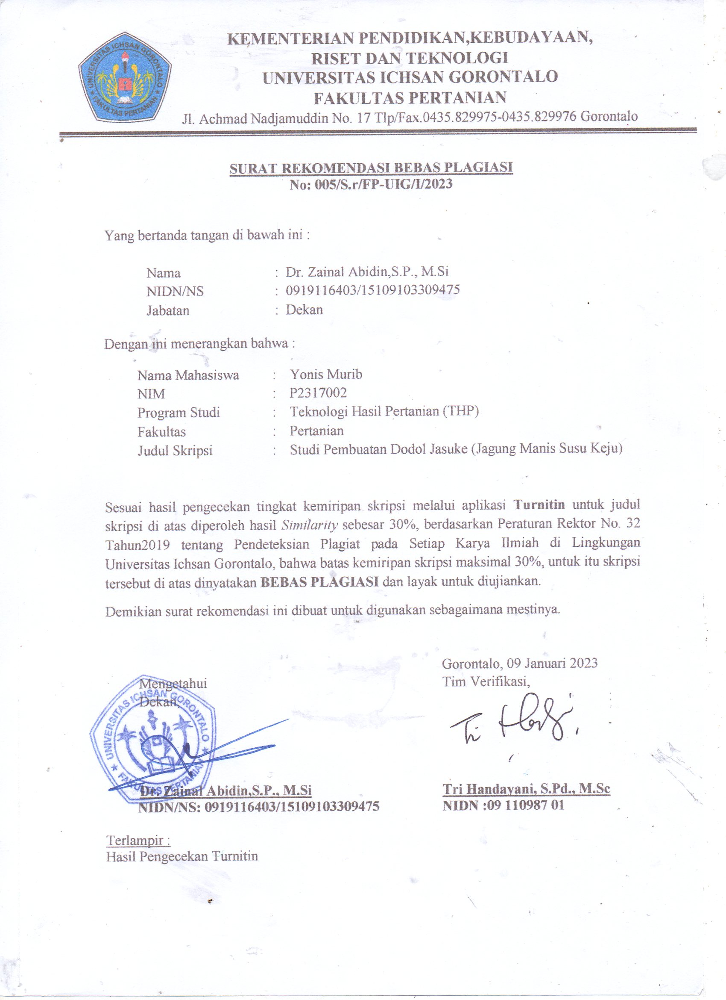 KEMENTERIAN PENDIDIKAN,KEBUDAYAAN,
RISET DAN TEKNOLOGI
UNIVERSITAS ICHSAN GORONTALO
FAKULTAS PERTANIAN
Jl. Achmad Nadjamuddin No. 17 Tlp/Fax.0435.829975-0435.829976 Gorontalo
UNIVERSITAS ICHSAN GORONTALO
FAKULTAS PERTANIAN
SURAT REKOMENDASI BEBAS PLAGIASI
No: 005/S.r/FP-UIG/I/2023
Yang bertanda tangan di bawah ini :
Nama : Dr. Zainal Abidin,S.P., M.Si
NIDN/NS : 0919116403/15109103309475
Jabatan : Dekan
Dengan ini menerangkan bahwa :
Nama Mahasiswa : Yonis Murib
NIM : P2317002
Program Studi : Teknologi Hasil Pertanian (THP)
Fakultas : Pertanian
Judul Skripsi : Studi Pembuatan Dodol Jasuke (Jagung Manis Susu Keju)
Sesuai hasil pengecekan tingkat kemiripan skripsi melalui aplikasi Turnitin untuk judul
skripsi di atas diperoleh hasil Similarity sebesar 30%, berdasarkan Peraturan Rektor No. 32
Tahun2019 tentang Pendeteksian Plagiat pada Setiap Karya Ilmiah di Lingkungan
Universitas Ichsan Gorontalo, bahwa batas kemiripan skripsi maksimal 30%, untuk itu skripsi
tersebut di atas dinyatakan BEBAS PLAGIASI dan layak untuk diujiankan.
Demikian surat rekomendasi ini dibuat untuk digunakan sebagaimana mestinya.
Gorontalo, 09 Januari 2023
Tim Verifikasi,
Mengetahui
Dekan,
UNIVERSITAS ICHSAN GORONTALO
FAKULTAS PERTANIAN
Dr. Zainal Abidin,S.P., M.Si
NIDN/NS: 0919116403/15109103309475
Tri Handayani, S.Pd., M.Sc
NIDN :09 110987 01
Terlampir :
Hasil Pengecekan Turnitin